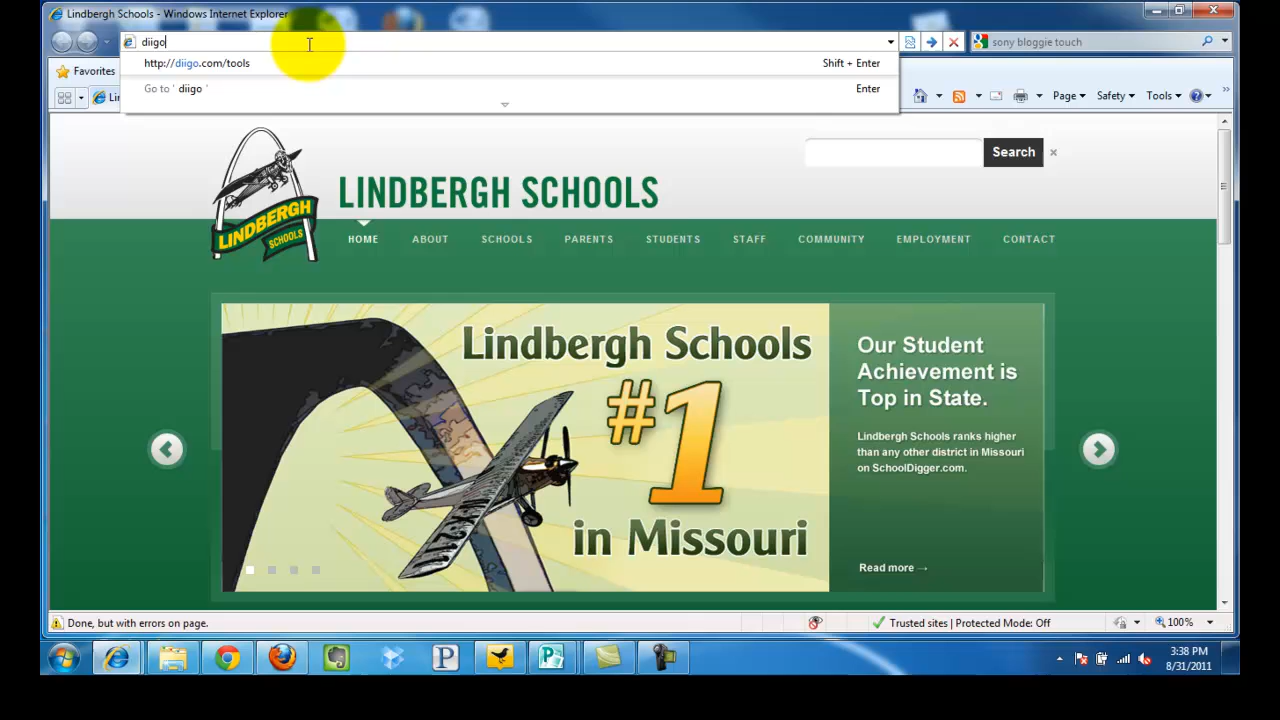 Lindbergh Schools - Windows Internet Explorer
diigo
sony bloggie touch
http://diigo.com/tools Shift + Enter
Go to ' diigo ' Enter
Favorites
Page Safety Tools
Search
LINDBERGH SCHOOLS
LINDBERGH
SCHOOLS
HOME ABOUT SCHOOLS PARENTS STUDENTS STAFF COMMUNITY EMPLOYMENT CONTACT
Lindbergh Schools
#1
in Missouri
Our Student
Achievement is
Top in State.
Lindbergh Schools ranks higher
than any other district in Missouri
on SchoolDigger.com.
Read more →
Done, but with errors on page.
Trusted sites | Protected Mode: Off
100%
3:38 PM
8/31/2011